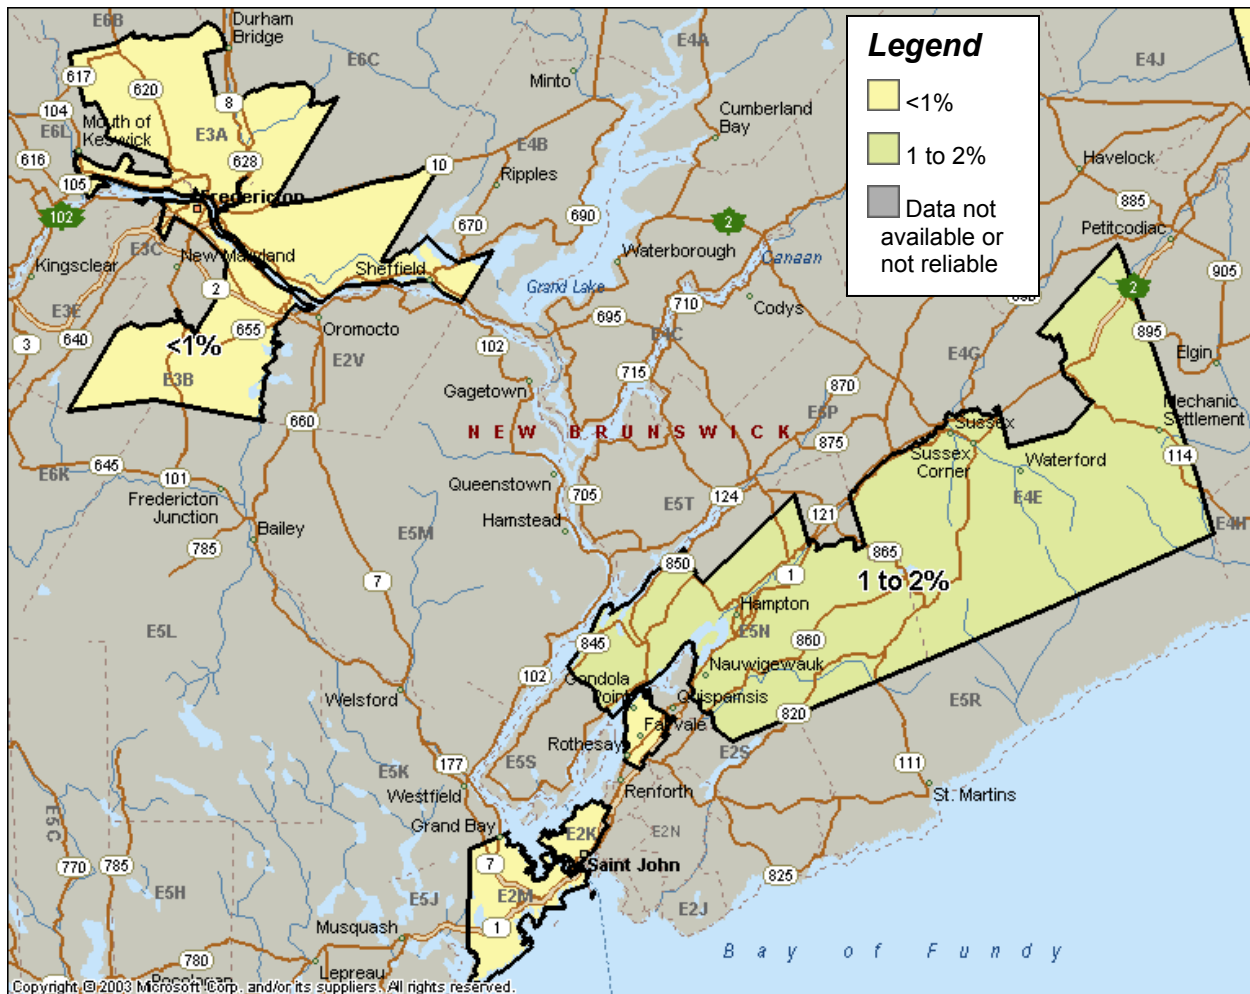 E6B
Durham
Bridge
E6C
E4A
E4J
Legend
<1%
1 to 2%
Data not
available or
not reliable
617
620
8
104
E6L
Mouth of
Keswick
E3A
616
628
105
102
Fredericton
Minto
Cumberland
Bay
E4B
10
Ripples
670
690
2
Havelock
885
Petitcodiac
905
Kingsclear
E3C
New Maryland
Sheffield
Waterborough
Canaan
Grand Lake
2
E3E
640
3
655
<1%
E3B
Oromocto
E2V
102
695
710
E4C
Codys
2
895
E4G
Elgin
Gagetown
715
870
E5P
875
Mechanic
Settlement
660
NEW BRUNSWICK
Sussex
Sussex
Corner
Waterford
E4E
114
E4H
E6K
645
101
Fredericton
Junction
785
Bailey
E5M
Queenstown
705
Hamstead
E5T
124
121
865
1 to 2%
7
850
1
Hampton
E5N
860
E5L
845
102
Gondola
Point
Nauwigewauk
Quispamsis
Fairvale
820
E5R
Welsford
Rothesay
E2S
111
St. Martins
177
E5K
E5S
Westfield
Renforth
Grand Bay
E2K
E2N
Saint John
E5G
770
785
E5H
7
E2M
E5J
1
825
E2J
Musquash
780
Lepreau
Bay of Fundy
Copyright © 2003 Microsoft Corp. and/or its suppliers. All rights reserved.